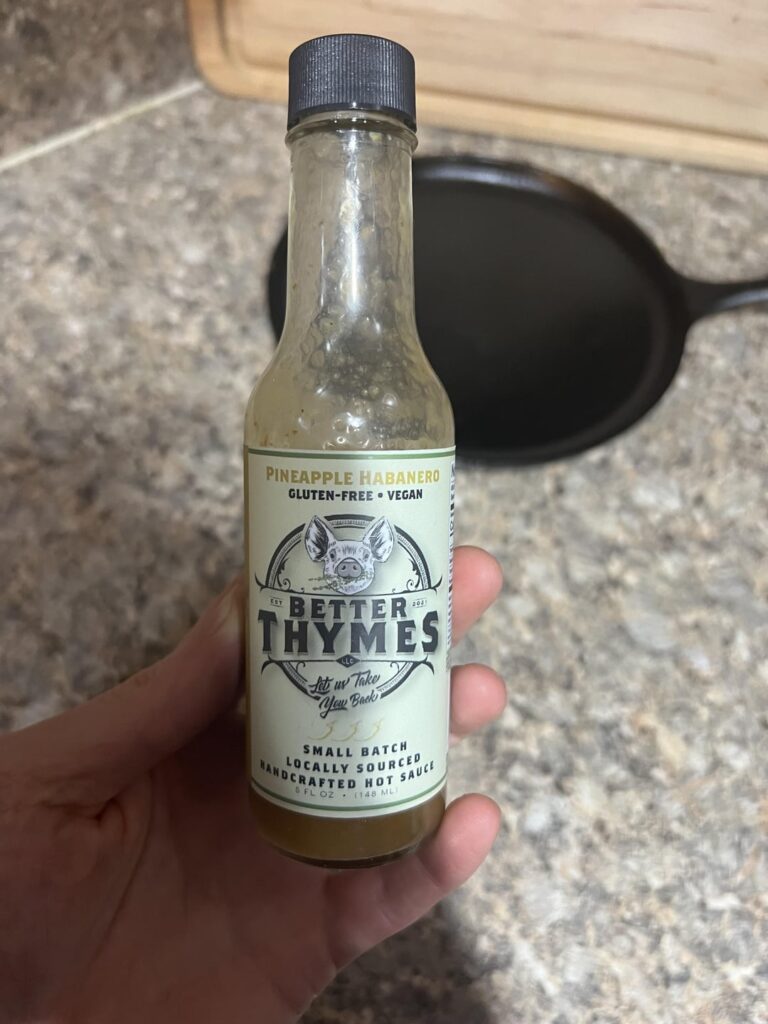 PINEAPPLE HABANERO
GLUTEN-FREE • VEGAN
EST 2021
BETTER
THYMES
LLC
Let us Take
You Back
SMALL BATCH
LOCALLY SOURCED
HANDCRAFTED HOT SAUCE
5 FL OZ • (148 ML)